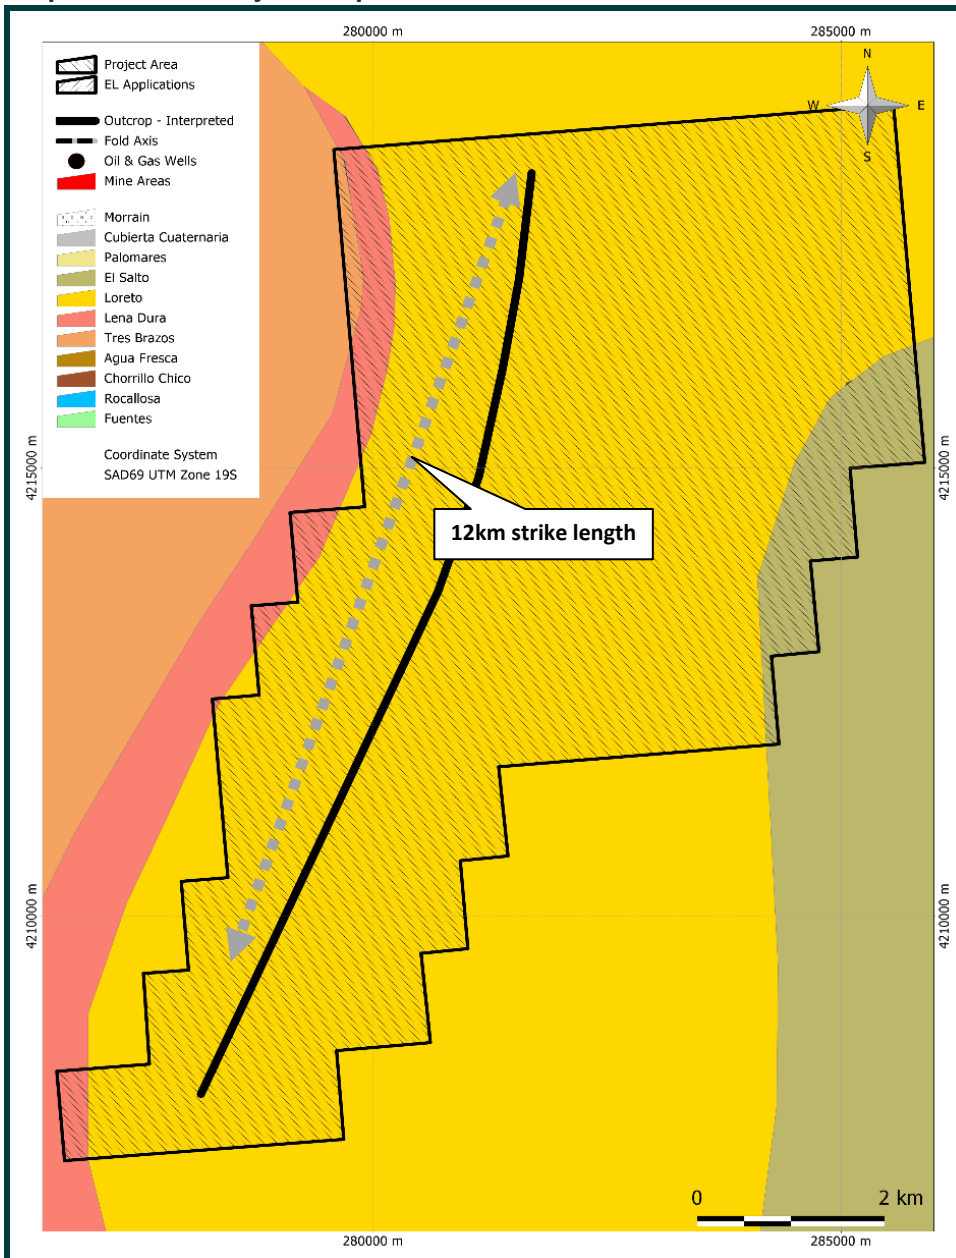 280000 m
285000 m
N
W
E
S
Project Area
EL Applications
Outcrop - Interpreted
Fold Axis
Oil & Gas Wells
Mine Areas
Morrain
Cubierta Cuaternaria
Palomares
El Salto
Loreto
Lena Dura
Tres Brazos
Agua Fresca
Chorrillo Chico
Rocallosa
Fuentes
Coordinate System
SAD69 UTM Zone 19S
4215000 m
4215000 m
12km strike length
4210000 m
4210000 m
0
2 km
280000 m
285000 m